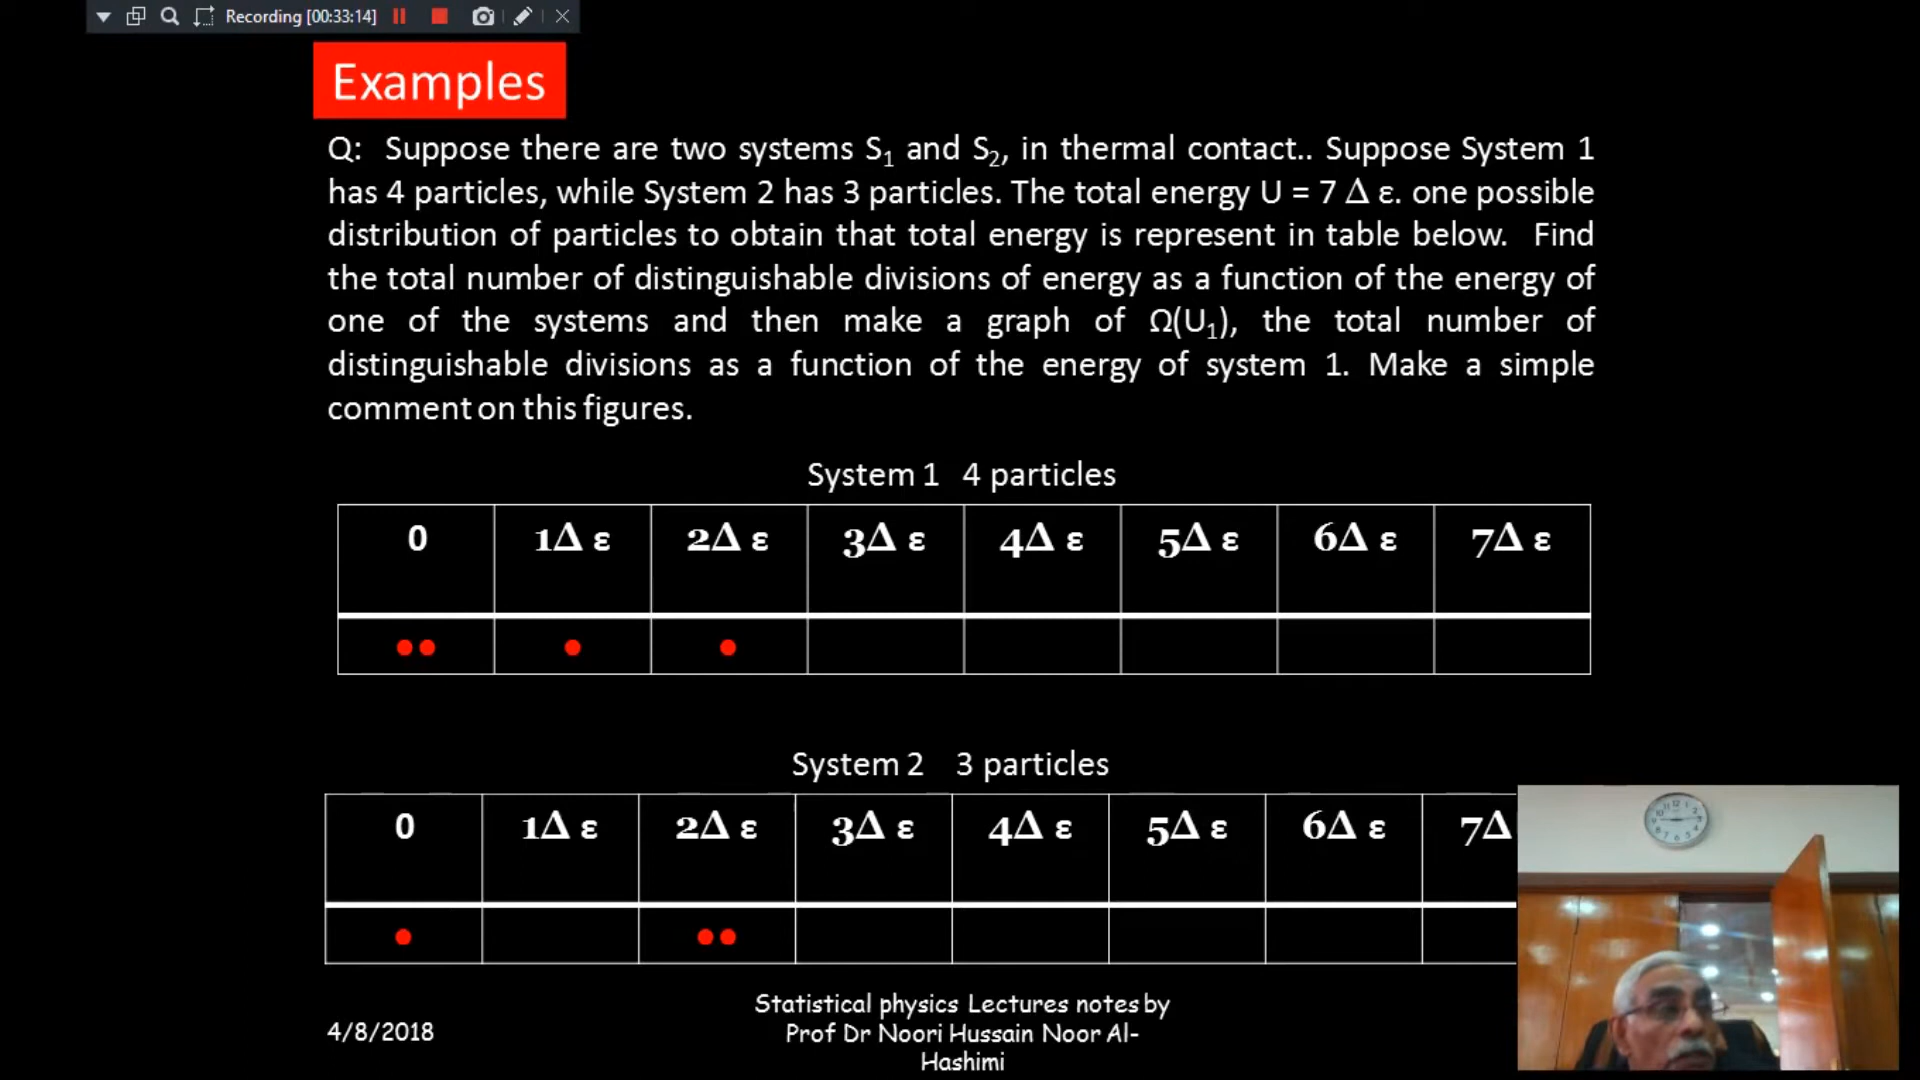 Recording [00:33:14]
Examples
Q: Suppose there are two systems S₁ and S₂, in thermal contact.. Suppose System 1
has 4 particles, while System 2 has 3 particles. The total energy U = 7 Δ ε. one possible
distribution of particles to obtain that total energy is represent in table below. Find
the total number of distinguishable divisions of energy as a function of the energy of
one of the systems and then make a graph of Ω(U₁), the total number of
distinguishable divisions as a function of the energy of system 1. Make a simple
comment on this figures.
System 1 4 particles
0 1Δ ε 2Δ ε 3Δ ε 4Δ ε 5Δ ε 6Δ ε 7Δ ε
System 2 3 particles
0 1Δ ε 2Δ ε 3Δ ε 4Δ ε 5Δ ε 6Δ ε 7Δ
4/8/2018
Statistical physics Lectures notes by
Prof Dr Noori Hussain Noor Al-
Hashimi